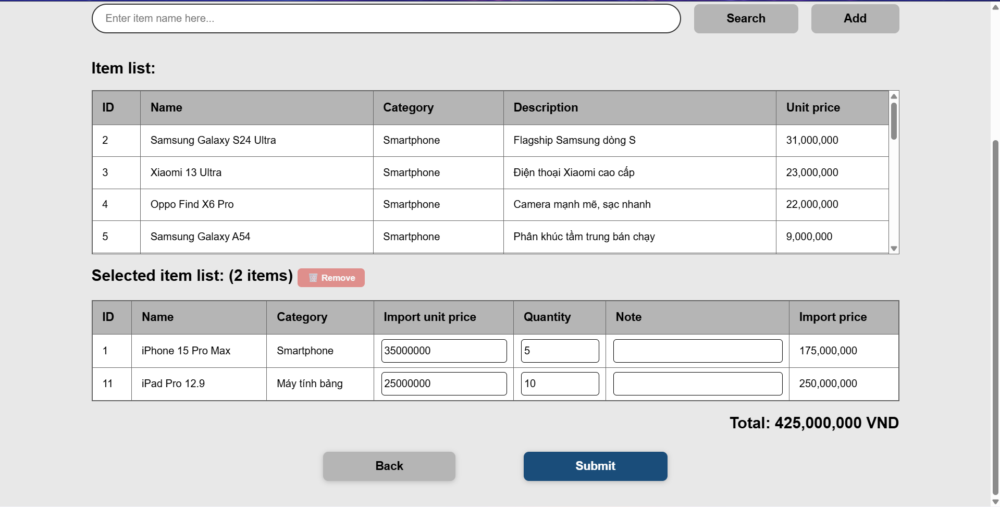 Enter item name here...
Search
Add
Item list:
ID Name Category Description Unit price
2 Samsung Galaxy S24 Ultra Smartphone Flagship Samsung dòng S 31,000,000
3 Xiaomi 13 Ultra Smartphone Điện thoại Xiaomi cao cấp 23,000,000
4 Oppo Find X6 Pro Smartphone Camera mạnh mẽ, sạc nhanh 22,000,000
5 Samsung Galaxy A54 Smartphone Phân khúc tầm trung bán chạy 9,000,000
Selected item list: (2 items) Remove
ID Name Category Import unit price Quantity Note Import price
1 iPhone 15 Pro Max Smartphone 35000000 5 175,000,000
11 iPad Pro 12.9 Máy tính bảng 25000000 10 250,000,000
Total: 425,000,000 VND
Back
Submit